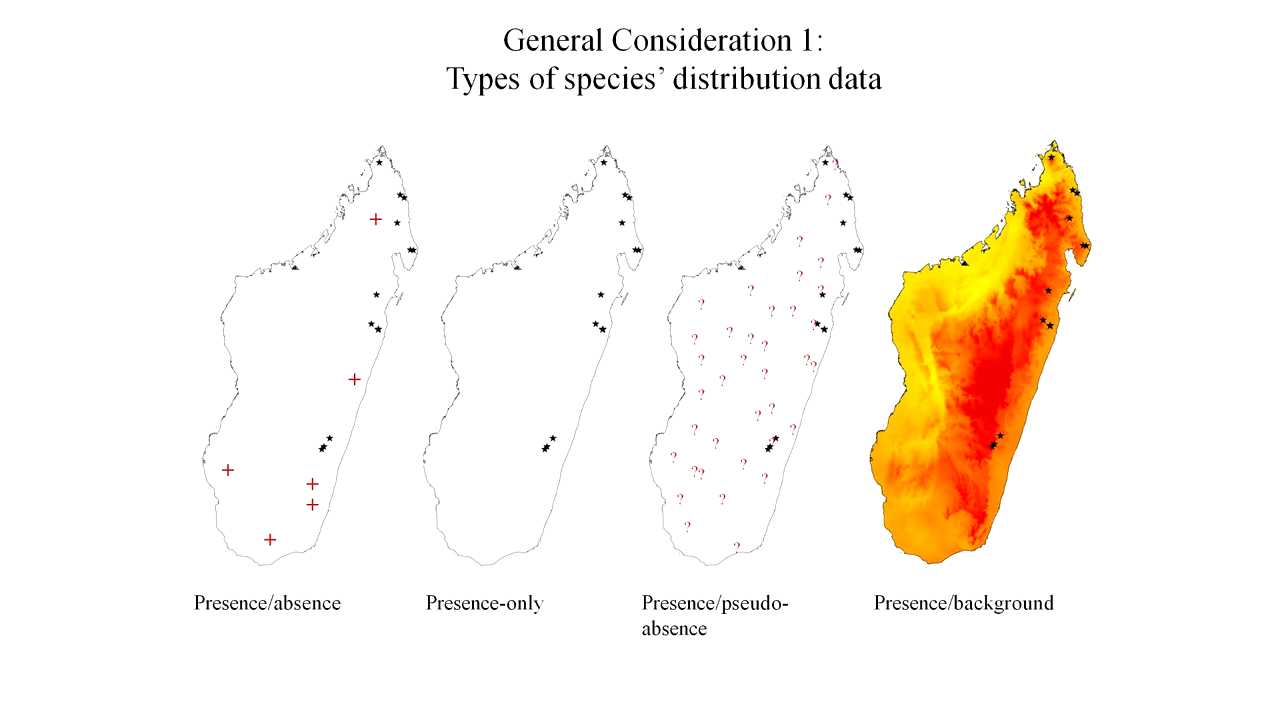 General Consideration 1:
Types of species’ distribution data
Presence/absence
Presence-only
Presence/pseudo-
absence
Presence/background